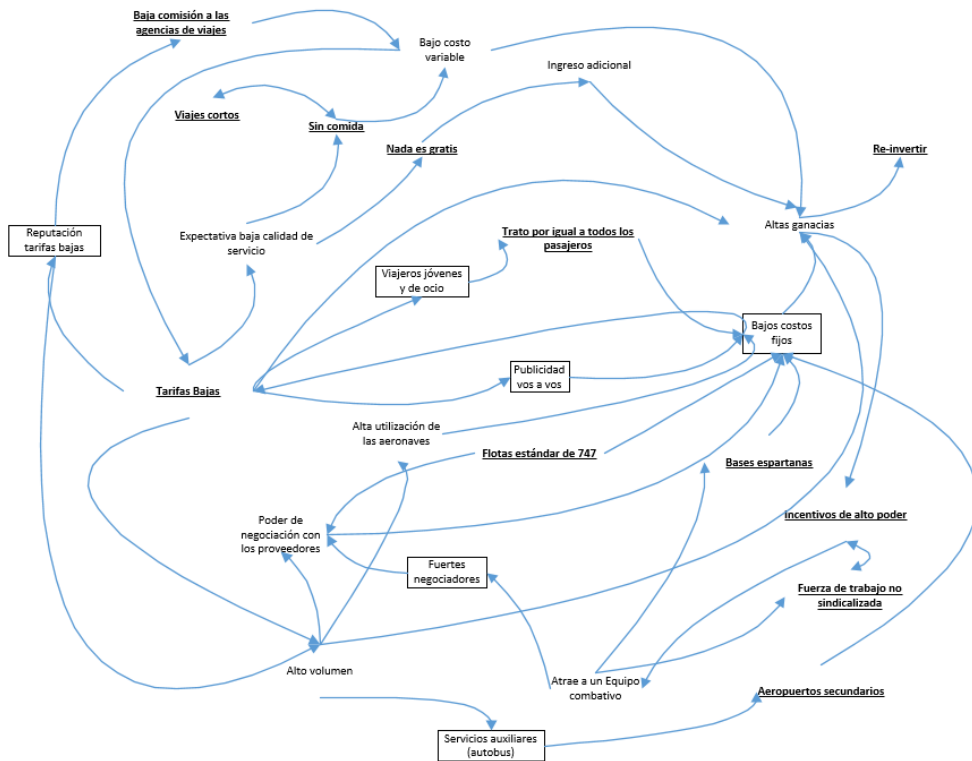 Baja comisión a las
agencias de viajes
Bajo costo
variable
Ingreso adicional
Viajes cortos
Sin comida
Nada es gratis
Re-invertir
Reputación
tarifas bajas
Expectativa baja calidad de
servicio
Trato por igual a todos los
pasajeros
Altas ganacias
Viajeros jóvenes
y de ocio
Bajos costos
fijos
Tarifas Bajas
Publicidad
vos a vos
Alta utilización de
las aeronaves
Flotas estándar de 747
Bases espartanas
Poder de
negociación con
los proveedores
incentivos de alto poder
Fuertes
negociadores
Fuerza de trabajo no
sindicalizada
Alto volumen
Atrae a un Equipo
combativo
Aeropuertos secundarios
Servicios auxiliares
(autobus)